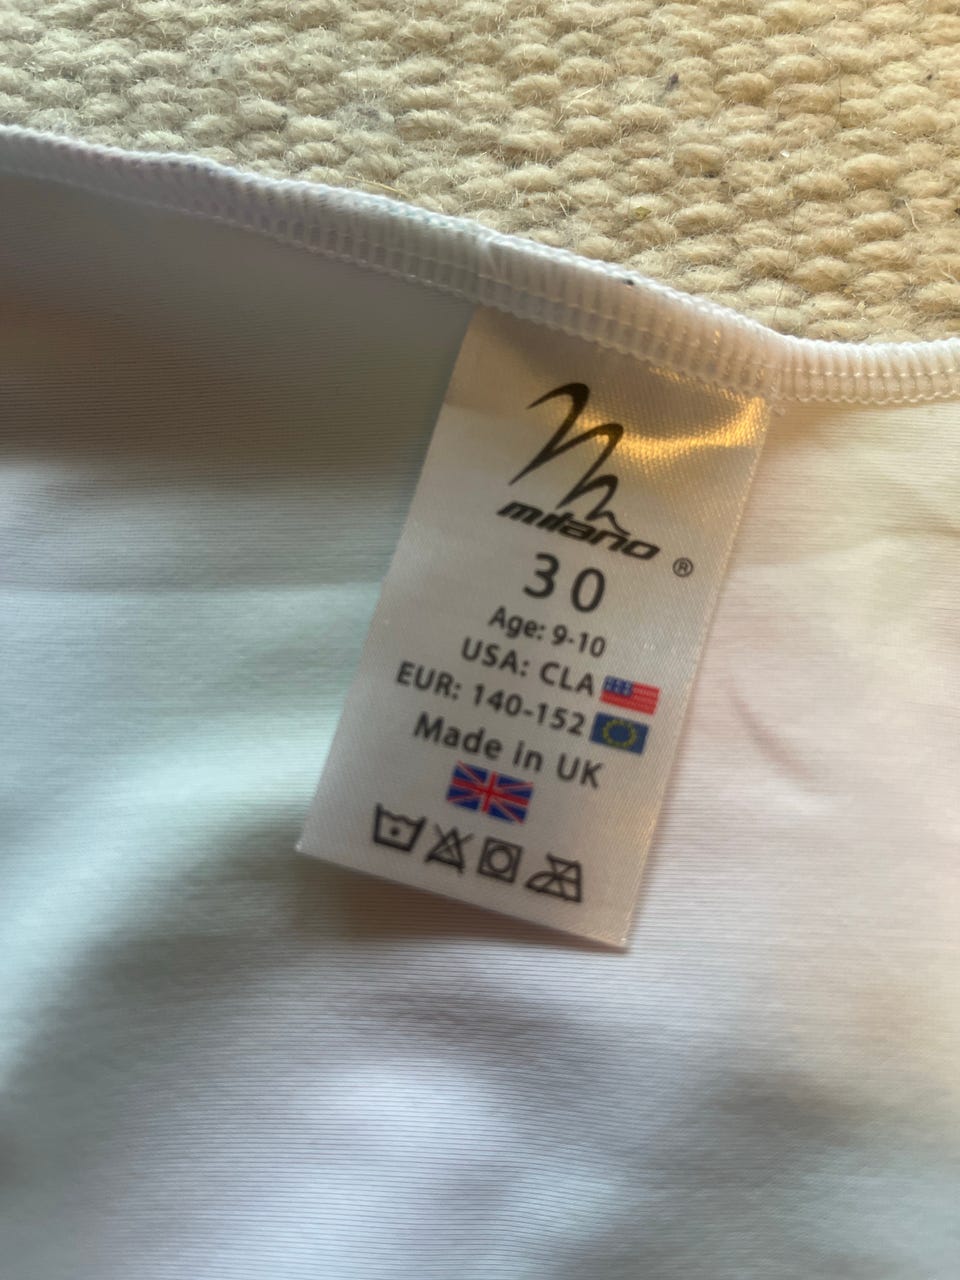 milano ®
30
Age: 9-10
USA: CLA
EUR: 140-152
Made in UK